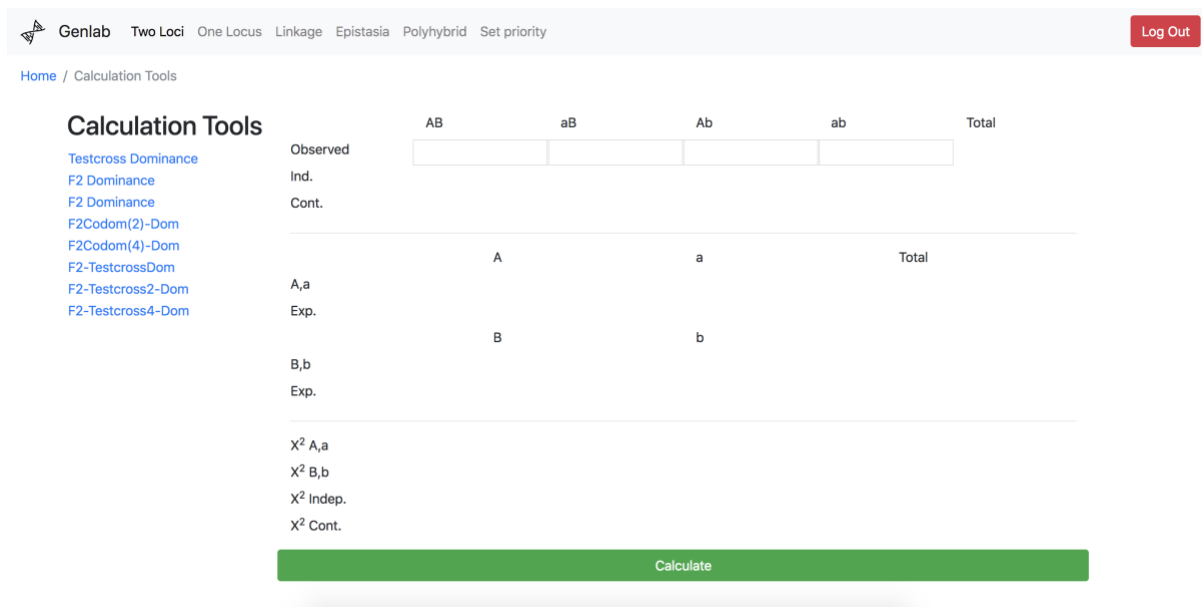 Genlab Two Loci One Locus Linkage Epistasia Polyhybrid Set priority Log Out
Home / Calculation Tools
Calculation Tools
Testcross Dominance
F2 Dominance
F2 Dominance
F2Codom(2)-Dom
F2Codom(4)-Dom
F2-TestcrossDom
F2-Testcross2-Dom
F2-Testcross4-Dom
AB aB Ab ab Total
Observed
Ind.
Cont.
A a Total
A,a
Exp.
B b
B,b
Exp.
X² A,a
X² B,b
X² Indep.
X² Cont.
Calculate